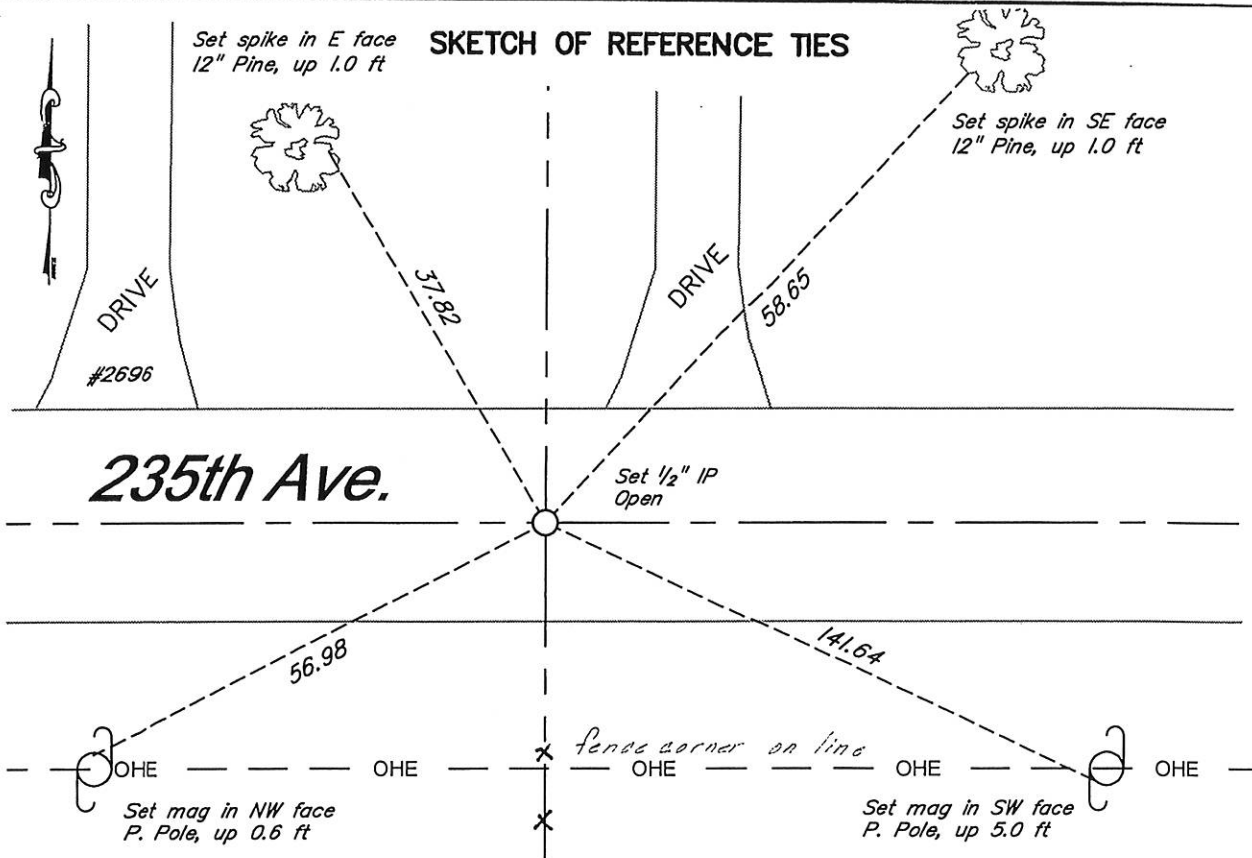 SKETCH OF REFERENCE TIES
Set spike in E face
12" Pine, up 1.0 ft
Set spike in SE face
12" Pine, up 1.0 ft
DRIVE
#2696
37.82
DRIVE
58.65
235th Ave.
Set 1/2" IP
Open
56.98
141.64
fence corner on line
OHE OHE OHE OHE OHE
Set mag in NW face
P. Pole, up 0.6 ft
Set mag in SW face
P. Pole, up 5.0 ft